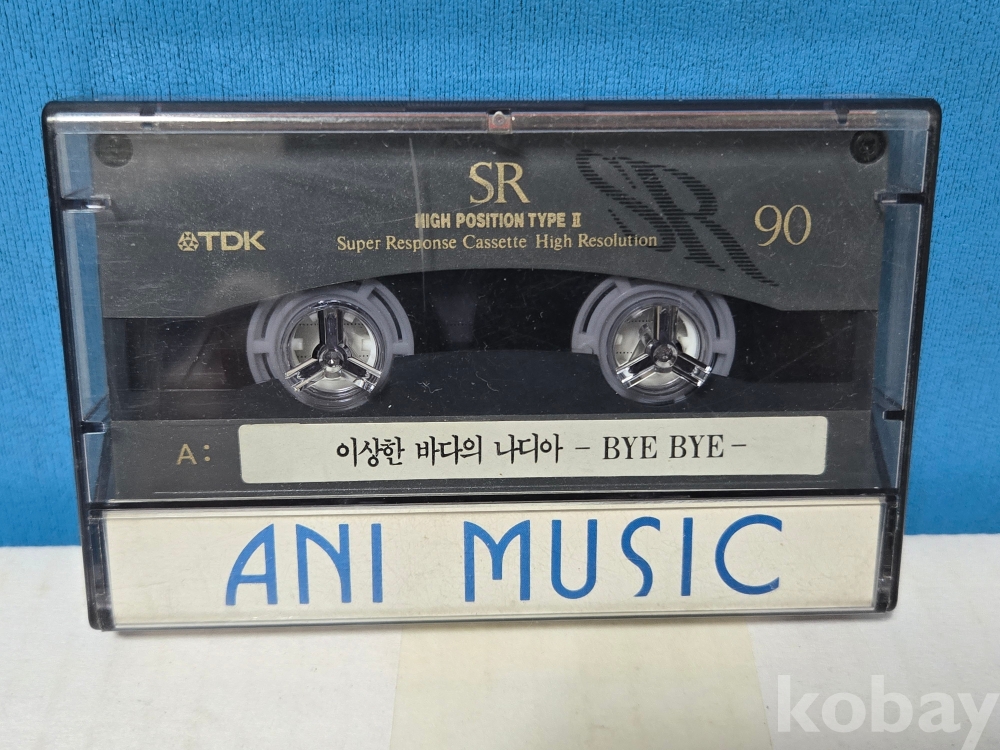 SR
SR
HIGH POSITION TYPE II
TDK
Super Response Cassette High Resolution
90
A: 이상한 바다의 나디아 - BYE BYE -
ANI MUSIC
kobay